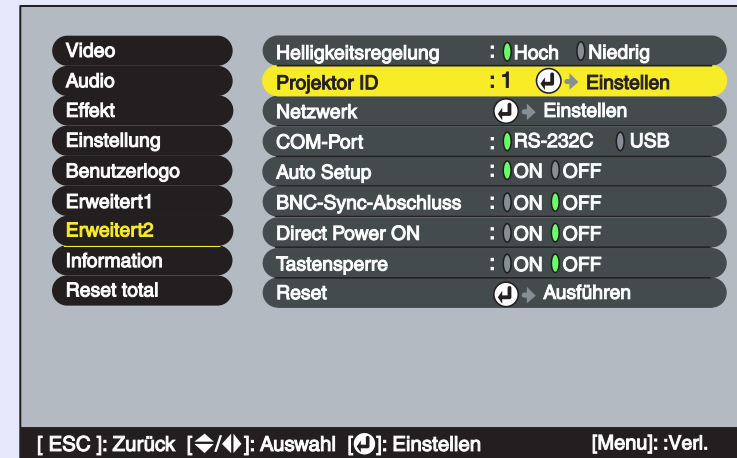 Video
Audio
Effekt
Einstellung
Benutzerlogo
Erweitert1
Erweitert2
Information
Reset total
Helligkeitsregelung : Hoch Niedrig
Projektor ID : 1 Einstellen
Netzwerk Einstellen
COM-Port : RS-232C USB
Auto Setup : ON OFF
BNC-Sync-Abschluss : ON OFF
Direct Power ON : ON OFF
Tastensperre : ON OFF
Reset Ausführen
[ ESC ]: Zurück [ / ]: Auswahl [ ]: Einstellen [Menu]: :Verl.